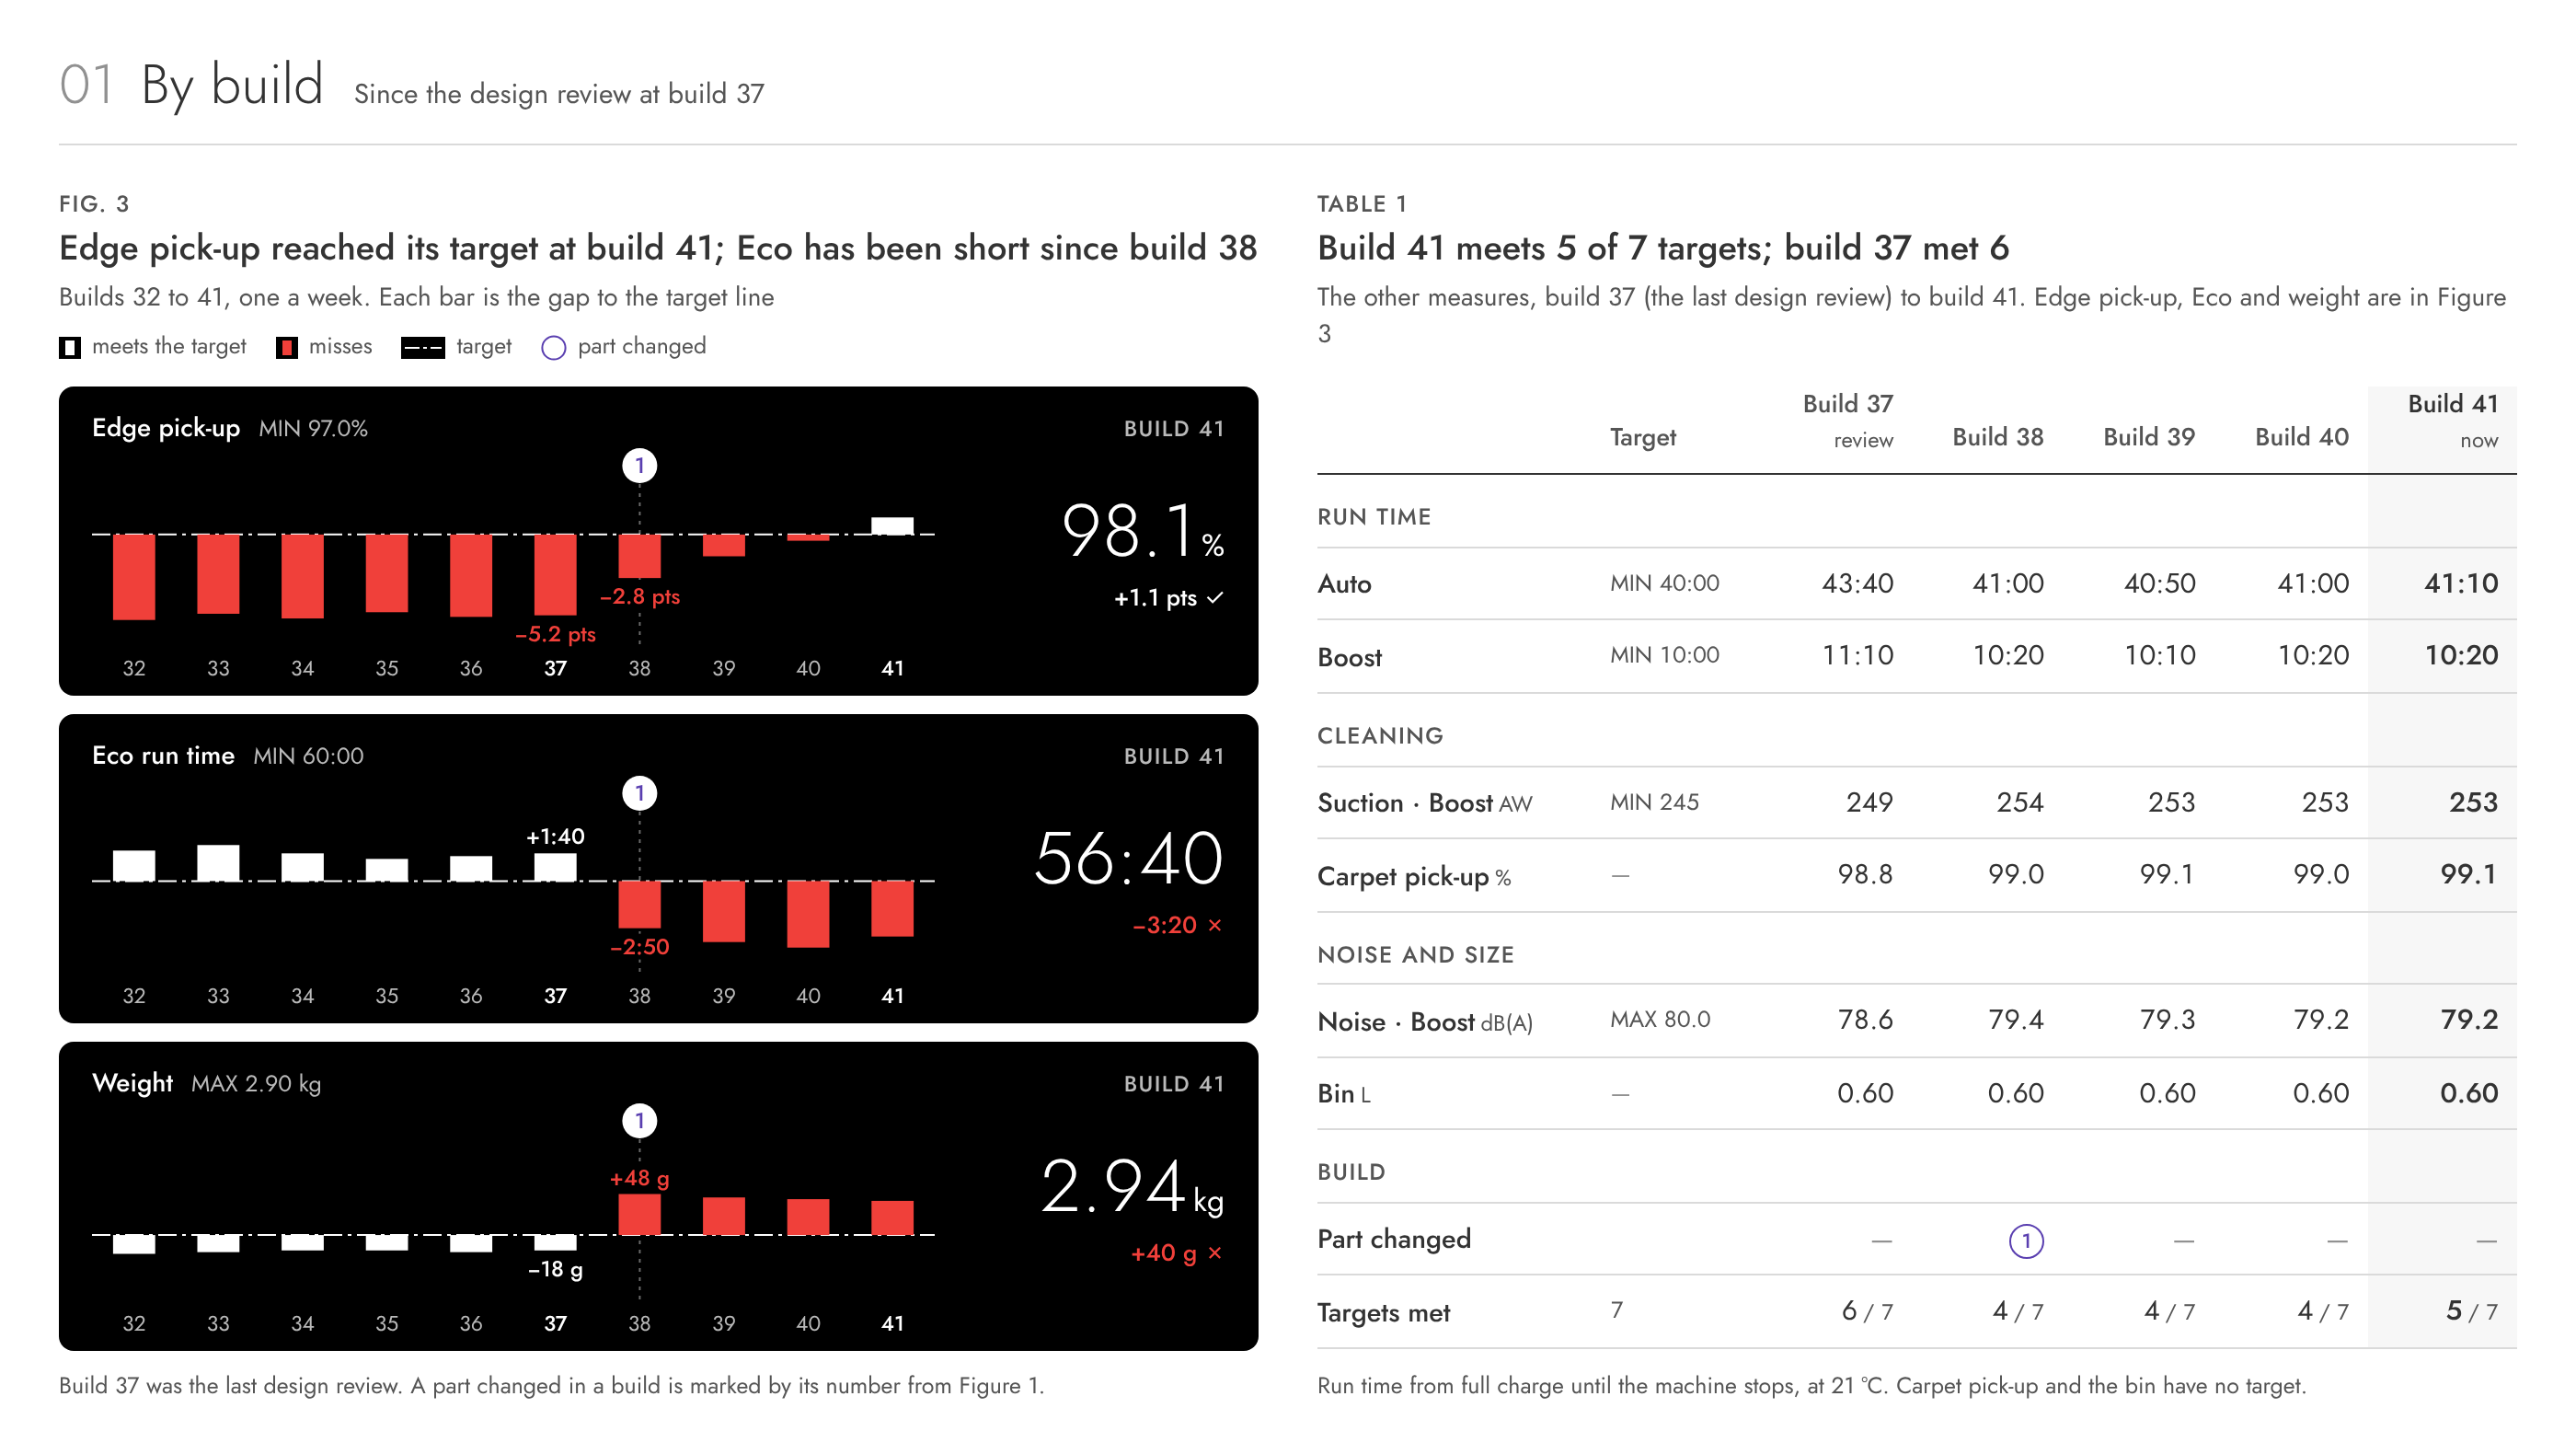 01 By build Since the design review at build 37
FIG. 3
Edge pick-up reached its target at build 41; Eco has been short since build 38
Builds 32 to 41, one a week. Each bar is the gap to the target line
meets the target misses target part changed
Edge pick-up MIN 97.0% BUILD 41
1
98.1%
+1.1 pts ✓
−2.8 pts
−5.2 pts
32 33 34 35 36 37 38 39 40 41
Eco run time MIN 60:00 BUILD 41
1
+1:40
56:40
−3:20 ×
−2:50
32 33 34 35 36 37 38 39 40 41
Weight MAX 2.90 kg BUILD 41
1
+48 g
2.94 kg
+40 g ×
−18 g
32 33 34 35 36 37 38 39 40 41
Build 37 was the last design review. A part changed in a build is marked by its number from Figure 1.
TABLE 1
Build 41 meets 5 of 7 targets; build 37 met 6
The other measures, build 37 (the last design review) to build 41. Edge pick-up, Eco and weight are in Figure
3
Build 37 Build 41
Target review Build 38 Build 39 Build 40 now
RUN TIME
Auto MIN 40:00 43:40 41:00 40:50 41:00 41:10
Boost MIN 10:00 11:10 10:20 10:10 10:20 10:20
CLEANING
Suction · Boost AW MIN 245 249 254 253 253 253
Carpet pick-up % — 98.8 99.0 99.1 99.0 99.1
NOISE AND SIZE
Noise · Boost dB(A) MAX 80.0 78.6 79.4 79.3 79.2 79.2
Bin L — 0.60 0.60 0.60 0.60 0.60
BUILD
Part changed — 1 — — —
Targets met 7 6 / 7 4 / 7 4 / 7 4 / 7 5 / 7
Run time from full charge until the machine stops, at 21 °C. Carpet pick-up and the bin have no target.